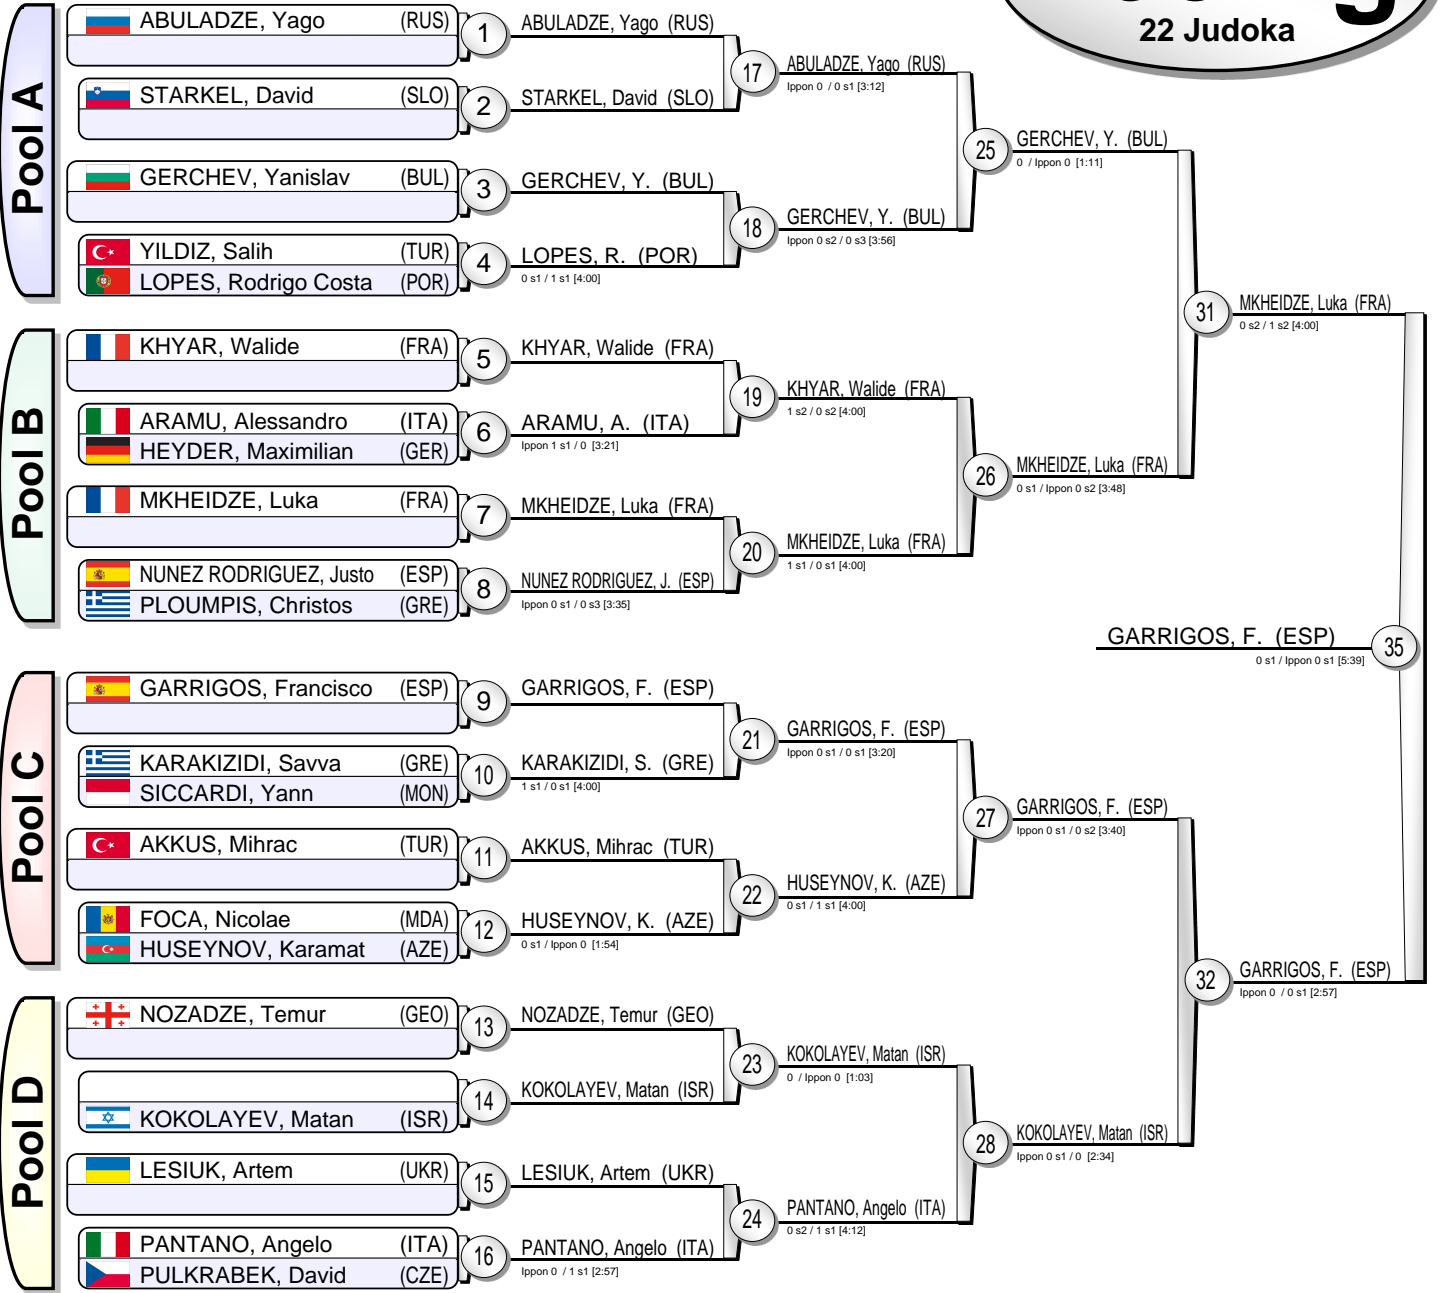 22 Judoka
Pool A
ABULADZE, Yago (RUS)
1
STARKEL, David (SLO)
2
GERCHEV, Yanislav (BUL)
3
YILDIZ, Salih (TUR)
LOPES, Rodrigo Costa (POR)
4
Pool B
KHYAR, Walide (FRA)
5
ARAMU, Alessandro (ITA)
HEYDER, Maximilian (GER)
6
MKHEIDZE, Luka (FRA)
7
NUNEZ RODRIGUEZ, Justo (ESP)
PLOUMPIS, Christos (GRE)
8
Pool C
GARRIGOS, Francisco (ESP)
9
KARAKIZIDI, Savva (GRE)
SICCARDI, Yann (MON)
10
AKKUS, Mihrac (TUR)
11
FOCA, Nicolae (MDA)
HUSEYNOV, Karamat (AZE)
12
Pool D
NOZADZE, Temur (GEO)
13
KOKOLAYEV, Matan (ISR)
14
LESIUK, Artem (UKR)
15
PANTANO, Angelo (ITA)
PULKRABEK, David (CZE)
16
ABULADZE, Yago (RUS)
STARKEL, David (SLO)
17
GERCHEV, Y. (BUL)
LOPES, R. (POR)
0 s1 / 1 s1 [4:00]
18
KHYAR, Walide (FRA)
ARAMU, A. (ITA)
Ippon 1 s1 / 0 [3:21]
19
MKHEIDZE, Luka (FRA)
NUNEZ RODRIGUEZ, J. (ESP)
Ippon 0 s1 / 0 s3 [3:35]
20
GARRIGOS, F. (ESP)
KARAKIZIDI, S. (GRE)
1 s1 / 0 s1 [4:00]
21
AKKUS, Mihrac (TUR)
HUSEYNOV, K. (AZE)
0 s1 / Ippon 0 [1:54]
22
NOZADZE, Temur (GEO)
KOKOLAYEV, Matan (ISR)
23
LESIUK, Artem (UKR)
PANTANO, Angelo (ITA)
Ippon 0 / 1 s1 [2:57]
24
ABULADZE, Yago (RUS)
Ippon 0 / 0 s1 [3:12]
GERCHEV, Y. (BUL)
Ippon 0 s2 / 0 s3 [3:56]
25
KHYAR, Walide (FRA)
1 s2 / 0 s2 [4:00]
MKHEIDZE, Luka (FRA)
1 s1 / 0 s1 [4:00]
26
GARRIGOS, F. (ESP)
Ippon 0 s1 / 0 s1 [3:20]
HUSEYNOV, K. (AZE)
0 s1 / 1 s1 [4:00]
27
KOKOLAYEV, Matan (ISR)
0 / Ippon 0 [1:03]
PANTANO, Angelo (ITA)
0 s2 / 1 s1 [4:12]
28
GERCHEV, Y. (BUL)
0 / Ippon 0 [1:11]
MKHEIDZE, Luka (FRA)
0 s1 / Ippon 0 s2 [3:48]
31
GARRIGOS, F. (ESP)
Ippon 0 s1 / 0 s2 [3:40]
KOKOLAYEV, Matan (ISR)
Ippon 0 s1 / 0 [2:34]
32
MKHEIDZE, Luka (FRA)
0 s2 / 1 s2 [4:00]
GARRIGOS, F. (ESP)
Ippon 0 / 0 s1 [2:57]
35
GARRIGOS, F. (ESP)
0 s1 / Ippon 0 s1 [5:39]